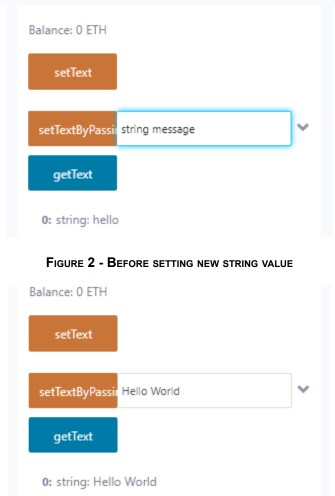 Balance: 0 ETH
setText
setTextByPassi string message
getText
0: string: hello
FIGURE 2 - BEFORE SETTING NEW STRING VALUE
Balance: 0 ETH
setText
setTextByPassi Hello World
getText
0: string: Hello World